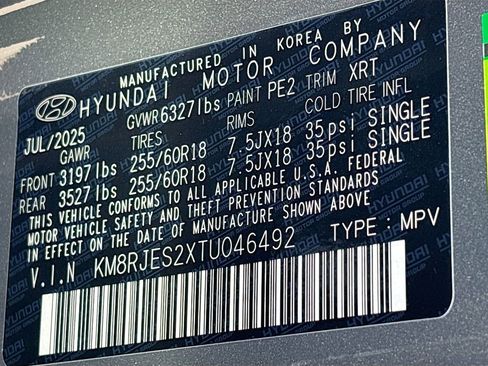 MANUFACTURED IN KOREA BY
HYUNDAI MOTOR COMPANY
JUL/2025 GVWR 6327lbs PAINT PE2 TRIM XRT
GAWR TIRES RIMS COLD TIRE INFL
FRONT 3197lbs 255/60R18 7.5JX18 35psi SINGLE
REAR 3527lbs 255/60R18 7.5JX18 35psi SINGLE
THIS VEHICLE CONFORMS TO ALL APPLICABLE U.S.A. FEDERAL
MOTOR VEHICLE SAFETY AND THEFT PREVENTION STANDARDS
IN EFFECT ON THE DATE OF MANUFACTURE SHOWN ABOVE.
V.I.N KM8RJES2XTU046492 TYPE : MPV